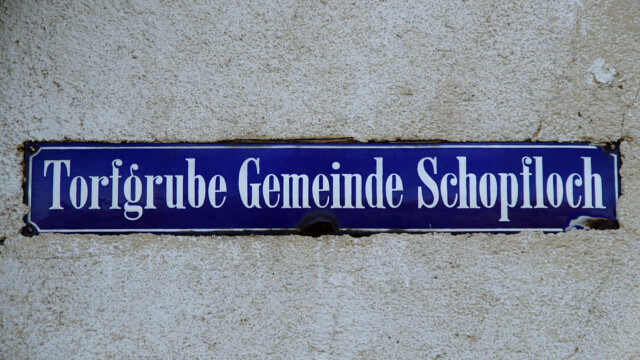 Torfgrube Gemeinde Schopfloch